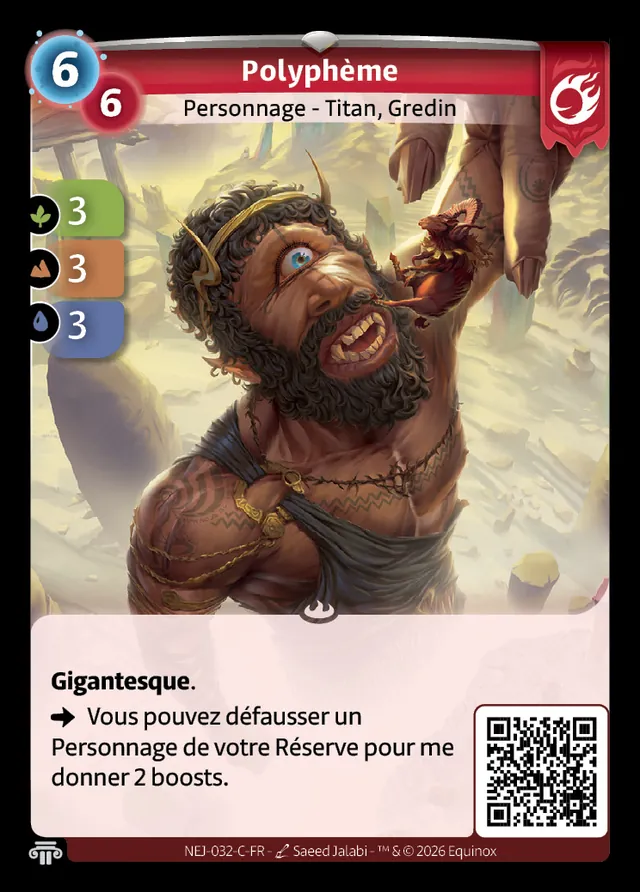 6
Polyphème
6
Personnage - Titan, Gredin
3
3
3
Gigantesque.
Vous pouvez défausser un
Personnage de votre Réserve pour me
donner 2 boosts.
NEJ-032-C-FR - Saeed Jalabi - ™ & © 2026 Equinox